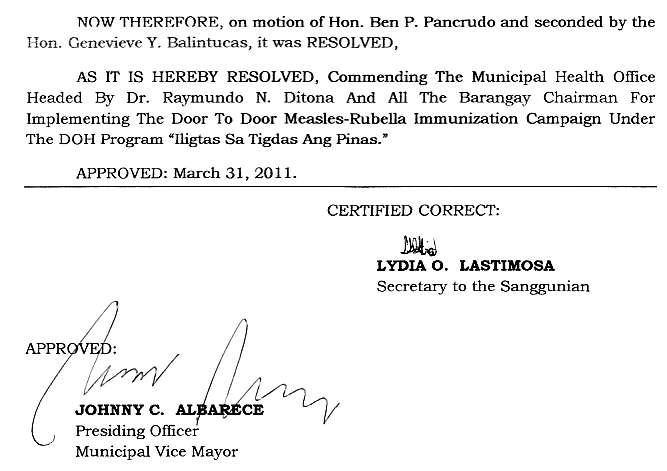 NOW THEREFORE, on motion of Hon. Ben P. Pancrudo and seconded by the
Hon. Genevieve Y. Balintucas, it was RESOLVED,
AS IT IS HEREBY RESOLVED, Commending The Municipal Health Office
Headed By Dr. Raymundo N. Ditona And All The Barangay Chairman For
Implementing The Door To Door Measles-Rubella Immunization Campaign Under
The DOH Program “Iligtas Sa Tigdas Ang Pinas.”
APPROVED: March 31, 2011.
CERTIFIED CORRECT:
LYDIA O. LASTIMOSA
Secretary to the Sanggunian
APPROVED:
JOHNNY C. ALBARECE
Presiding Officer
Municipal Vice Mayor